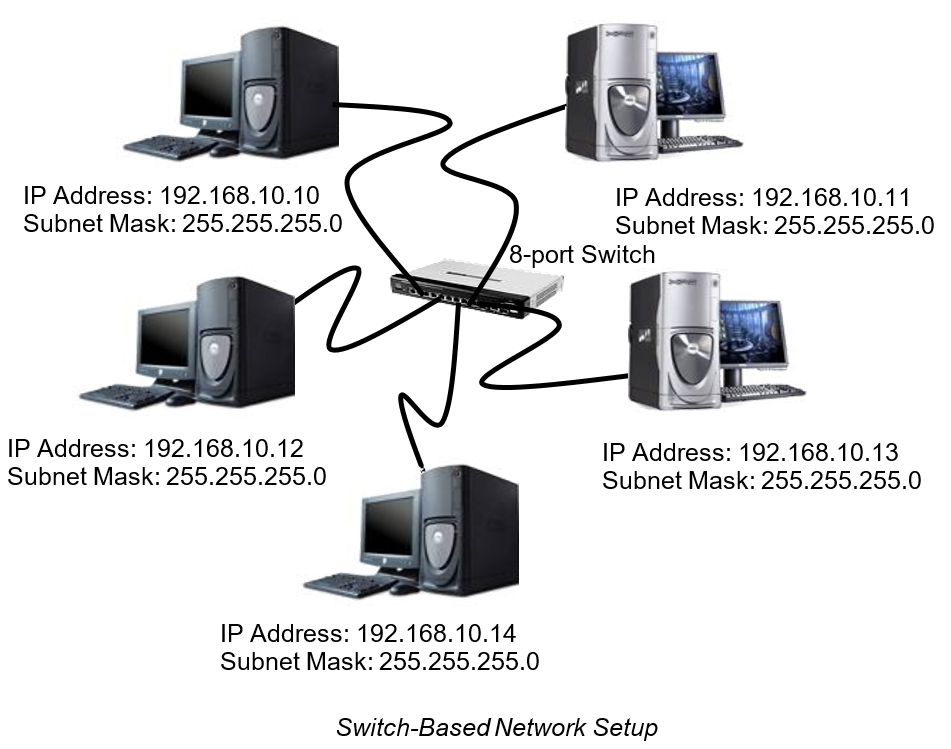 IP Address: 192.168.10.10
Subnet Mask: 255.255.255.0
IP Address: 192.168.10.11
Subnet Mask: 255.255.255.0
8-port Switch
IP Address: 192.168.10.12
Subnet Mask: 255.255.255.0
IP Address: 192.168.10.13
Subnet Mask: 255.255.255.0
IP Address: 192.168.10.14
Subnet Mask: 255.255.255.0
Switch-Based Network Setup